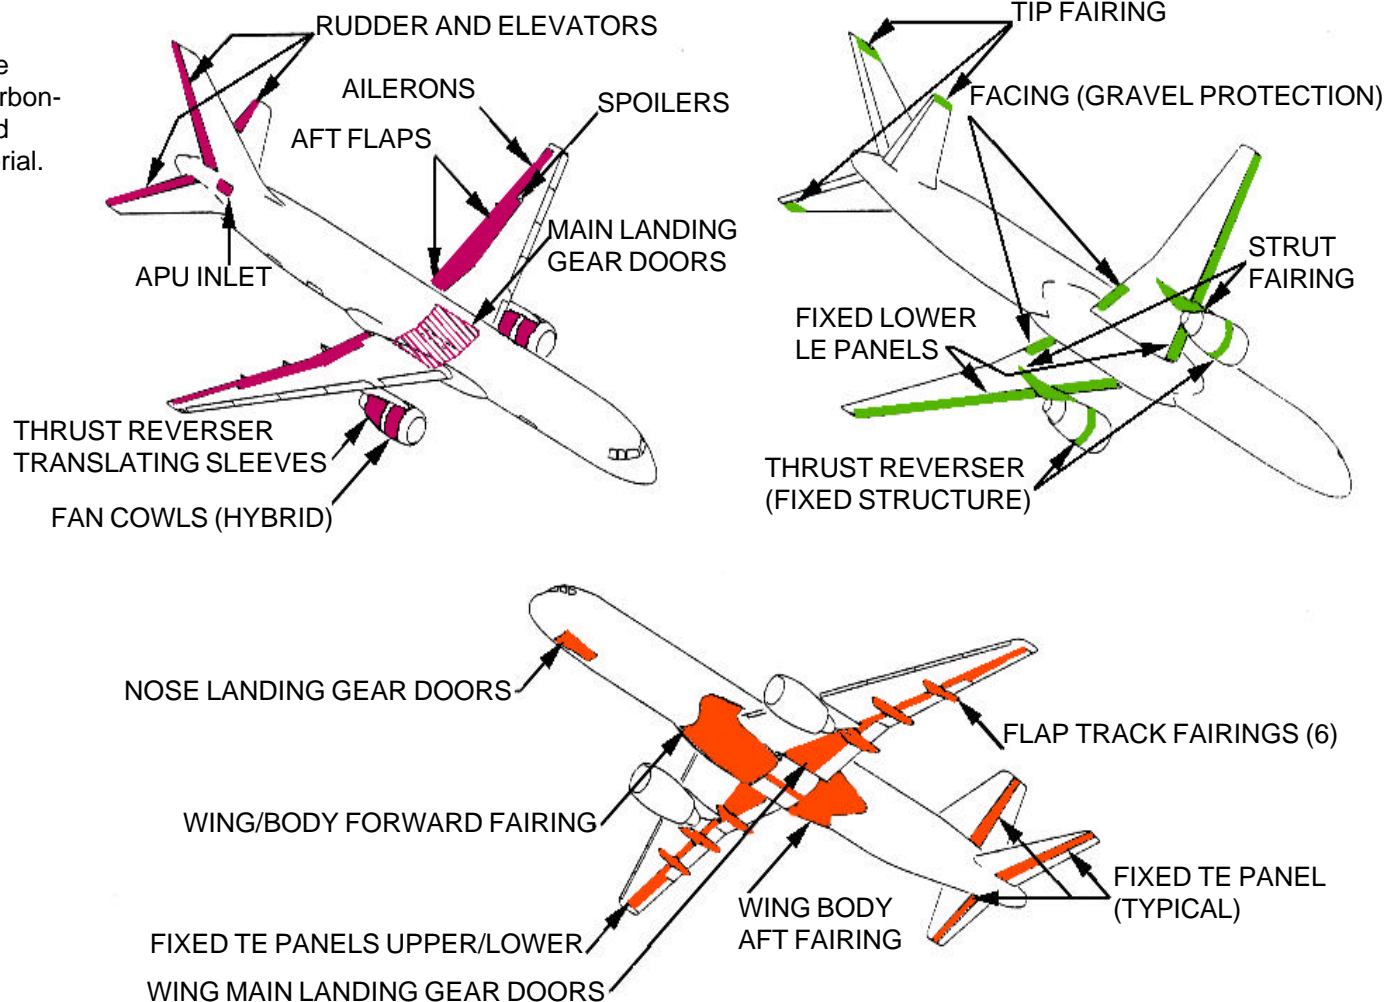 RUDDER AND ELEVATORS
AILERONS
SPOILERS
AFT FLAPS
MAIN LANDING
GEAR DOORS
APU INLET
THRUST REVERSER
TRANSLATING SLEEVES
FAN COWLS (HYBRID)
TIP FAIRING
FACING (GRAVEL PROTECTION)
STRUT
FAIRING
FIXED LOWER
LE PANELS
THRUST REVERSER
(FIXED STRUCTURE)
NOSE LANDING GEAR DOORS
FLAP TRACK FAIRINGS (6)
WING/BODY FORWARD FAIRING
FIXED TE PANEL
(TYPICAL)
WING BODY
AFT FAIRING
FIXED TE PANELS UPPER/LOWER
WING MAIN LANDING GEAR DOORS